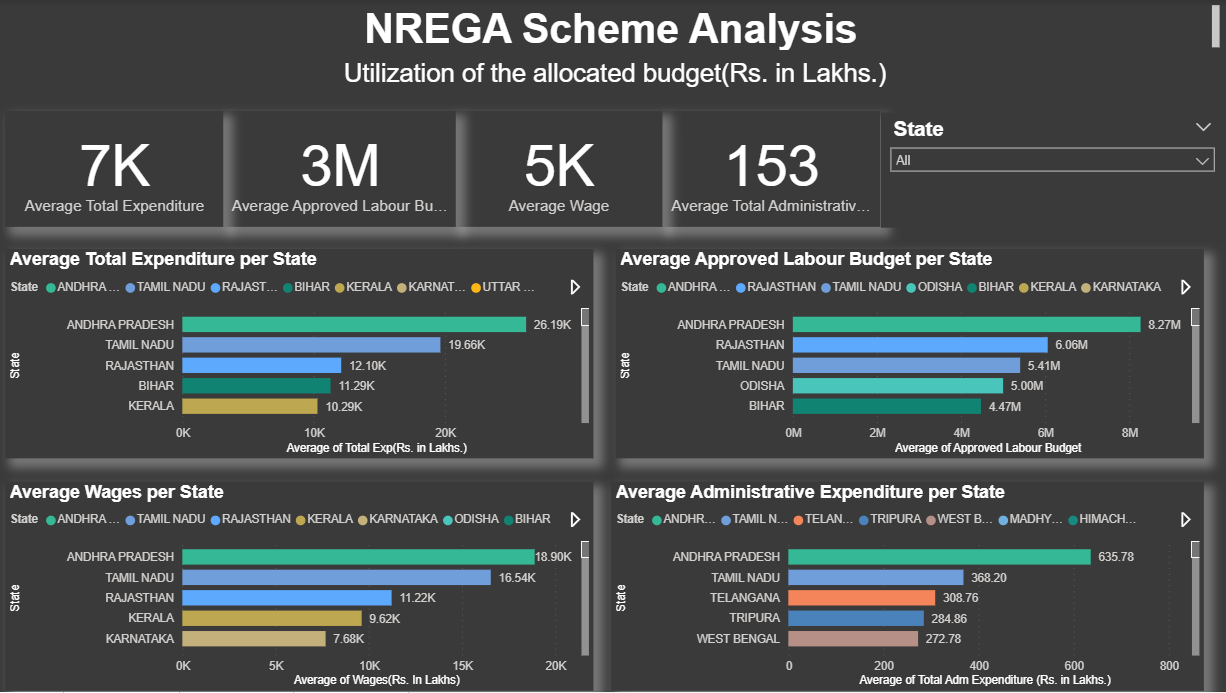 NREGA Scheme Analysis
Utilization of the allocated budget(Rs. in Lakhs.)
7K
Average Total Expenditure
3M
Average Approved Labour Bu...
5K
Average Wage
153
Average Total Administrativ...
State
All
Average Total Expenditure per State
State ANDHRA ... TAMIL NADU RAJAST... BIHAR KERALA KARNAT... UTTAR ...
State
ANDHRA PRADESH 26.19K
TAMIL NADU 19.66K
RAJASTHAN 12.10K
BIHAR 11.29K
KERALA 10.29K
0K 10K 20K
Average of Total Exp(Rs. in Lakhs.)
Average Approved Labour Budget per State
State ANDHRA ... RAJASTHAN TAMIL NADU ODISHA BIHAR KERALA KARNATAKA
State
ANDHRA PRADESH 8.27M
RAJASTHAN 6.06M
TAMIL NADU 5.41M
ODISHA 5.00M
BIHAR 4.47M
0M 2M 4M 6M 8M
Average of Approved Labour Budget
Average Wages per State
State ANDHRA ... TAMIL NADU RAJASTHAN KERALA KARNATAKA ODISHA BIHAR
State
ANDHRA PRADESH 18.90K
TAMIL NADU 16.54K
RAJASTHAN 11.22K
KERALA 9.62K
KARNATAKA 7.68K
0K 5K 10K 15K 20K
Average of Wages(Rs. In Lakhs)
Average Administrative Expenditure per State
State ANDHR... TAMIL N... TELAN... TRIPURA WEST B... MADHY... HIMACH...
State
ANDHRA PRADESH 635.78
TAMIL NADU 368.20
TELANGANA 308.76
TRIPURA 284.86
WEST BENGAL 272.78
0 200 400 600 800
Average of Total Adm Expenditure (Rs. in Lakhs.)